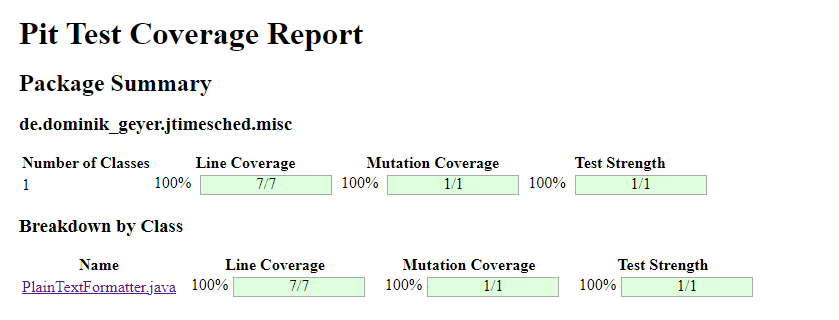 Pit Test Coverage Report
Package Summary
de.dominik_geyer.jtimesched.misc
Number of Classes Line Coverage Mutation Coverage Test Strength
1 100% 7/7 100% 1/1 100% 1/1
Breakdown by Class
Name Line Coverage Mutation Coverage Test Strength
PlainTextFormatter.java 100% 7/7 100% 1/1 100% 1/1